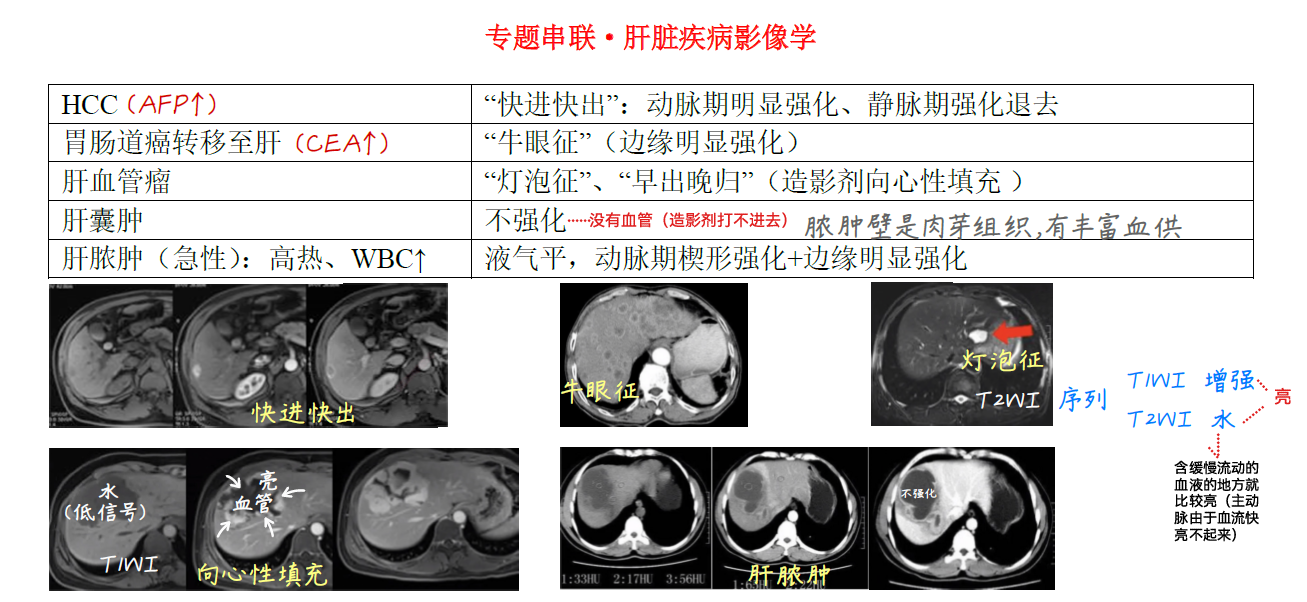 专题串联·肝脏疾病影像学
HCC（AFP↑） “快进快出”：动脉期明显强化、静脉期强化退去
胃肠道癌转移至肝（CEA↑） “牛眼征”（边缘明显强化）
肝血管瘤 “灯泡征”、“早出晚归”（造影剂向心性填充 ）
肝囊肿 不强化……没有血管（造影剂打不进去） 脓肿壁是肉芽组织,有丰富血供
肝脓肿（急性）：高热、WBC↑ 液气平，动脉期楔形强化+边缘明显强化
快进快出
牛眼征
灯泡征
T2WI
序列
T1WI 增强
T2WI 水
亮
含缓慢流动的
血液的地方就
比较亮（主动
脉由于血流快
亮不起来）
水
（低信号）
T1WI
亮
血管
向心性填充
1:33HU 2:17HU 3:56HU
肝脓肿
不强化